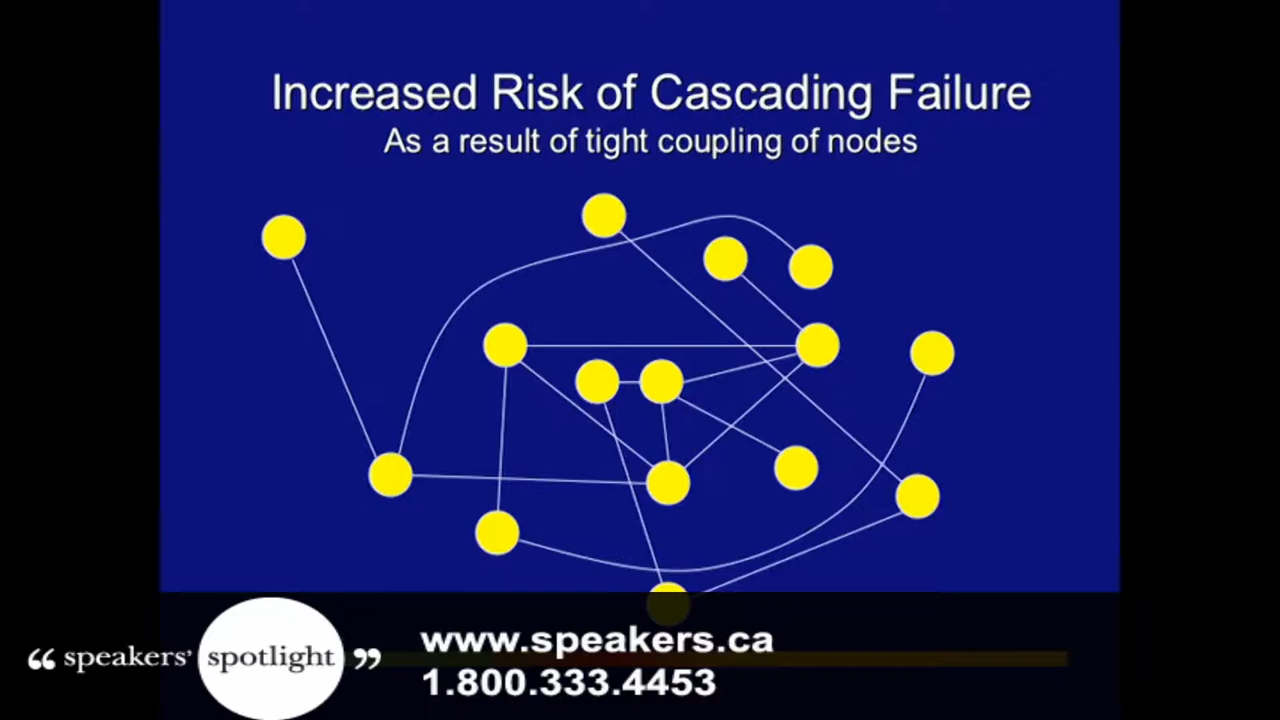 Increased Risk of Cascading Failure
As a result of tight coupling of nodes
“ speakers’ spotlight ”
www.speakers.ca
1.800.333.4453